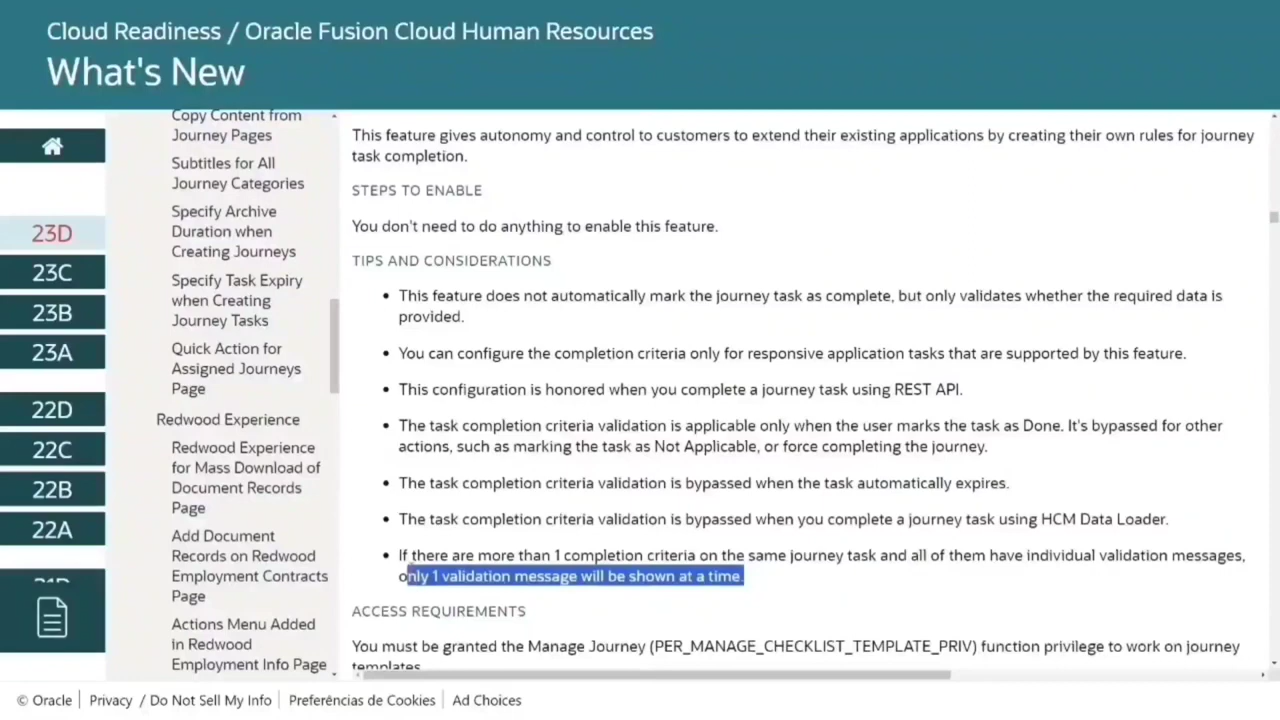 Cloud Readiness / Oracle Fusion Cloud Human Resources
What's New
23D
23C
23B
23A
22D
22C
22B
22A
Copy Content from
Journey Pages
Subtitles for All
Journey Categories
Specify Archive
Duration when
Creating Journeys
Specify Task Expiry
when Creating
Journey Tasks
Quick Action for
Assigned Journeys
Page
Redwood Experience
Redwood Experience
for Mass Download of
Document Records
Page
Add Document
Records on Redwood
Employment Contracts
Page
Actions Menu Added
in Redwood
Employment Info Page
This feature gives autonomy and control to customers to extend their existing applications by creating their own rules for journey
task completion.
STEPS TO ENABLE
You don't need to do anything to enable this feature.
TIPS AND CONSIDERATIONS
• This feature does not automatically mark the journey task as complete, but only validates whether the required data is
provided.
• You can configure the completion criteria only for responsive application tasks that are supported by this feature.
• This configuration is honored when you complete a journey task using REST API.
• The task completion criteria validation is applicable only when the user marks the task as Done. It's bypassed for other
actions, such as marking the task as Not Applicable, or force completing the journey.
• The task completion criteria validation is bypassed when the task automatically expires.
• The task completion criteria validation is bypassed when you complete a journey task using HCM Data Loader.
• If there are more than 1 completion criteria on the same journey task and all of them have individual validation messages,
only 1 validation message will be shown at a time.
ACCESS REQUIREMENTS
You must be granted the Manage Journey (PER_MANAGE_CHECKLIST_TEMPLATE_PRIV) function privilege to work on journey
templates.
© Oracle | Privacy / Do Not Sell My Info | Preferências de Cookies | Ad Choices